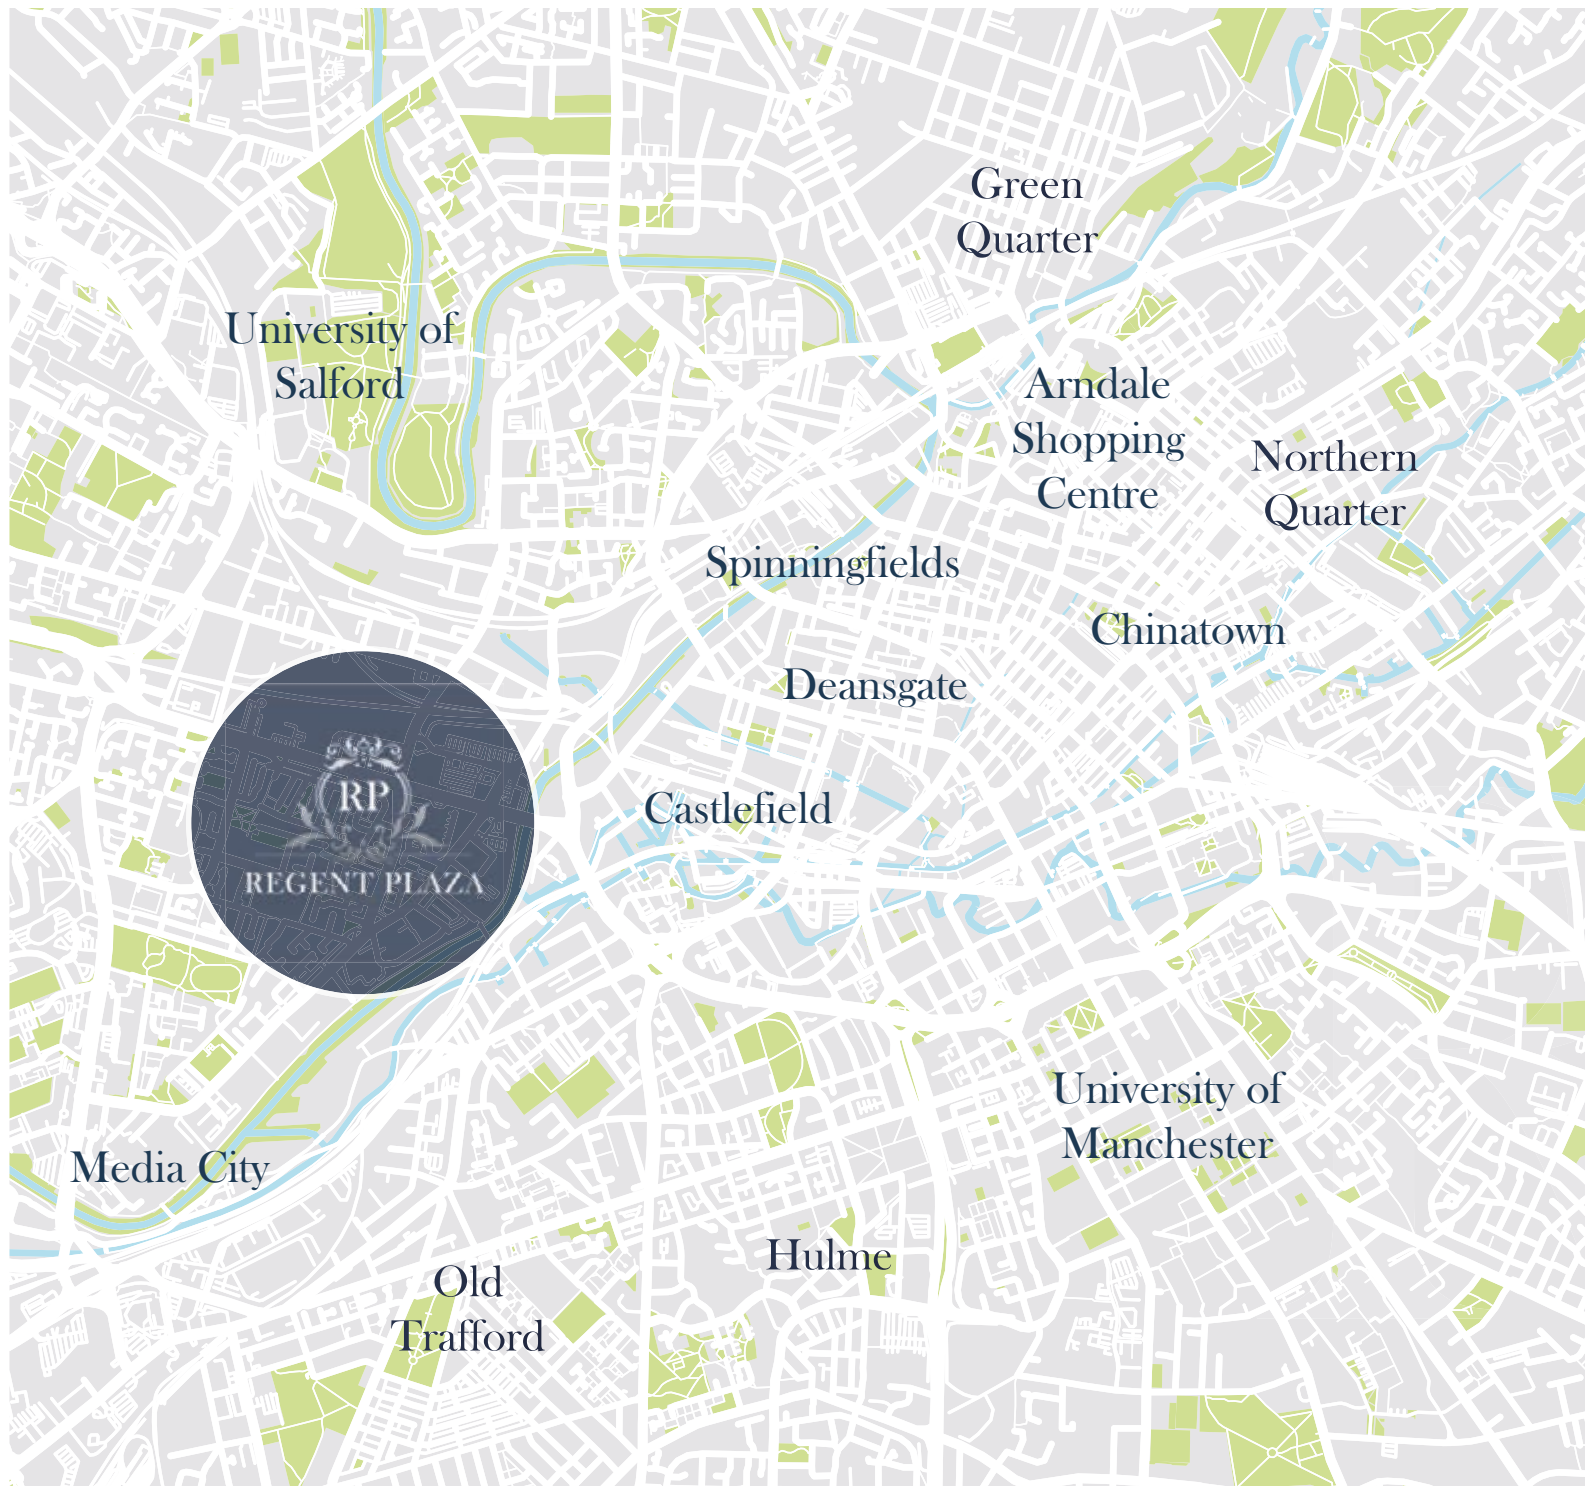 Green
Quarter
University of
Salford
Arndale
Shopping
Centre
Northern
Quarter
Spinningfields
Chinatown
Deansgate
RP
REGENT PLAZA
Castlefield
University of
Manchester
Media City
Hulme
Old
Trafford